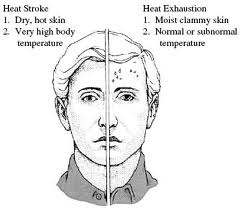 Heat Stroke
1. Dry, hot skin
2. Very high body
temperature
Heat Exhaustion
1. Moist clammy skin
2. Normal or subnormal
temperature